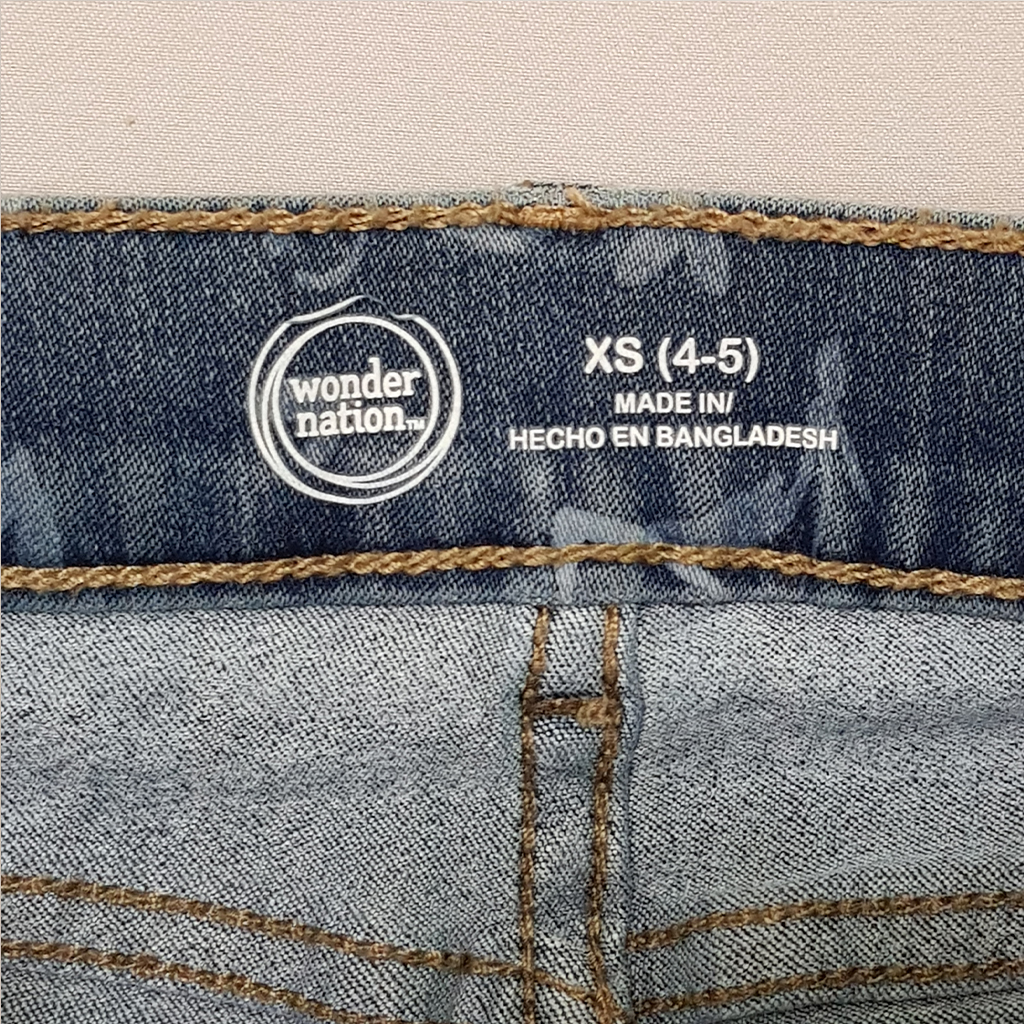 wonder
nation™
XS (4-5)
MADE IN/
HECHO EN BANGLADESH